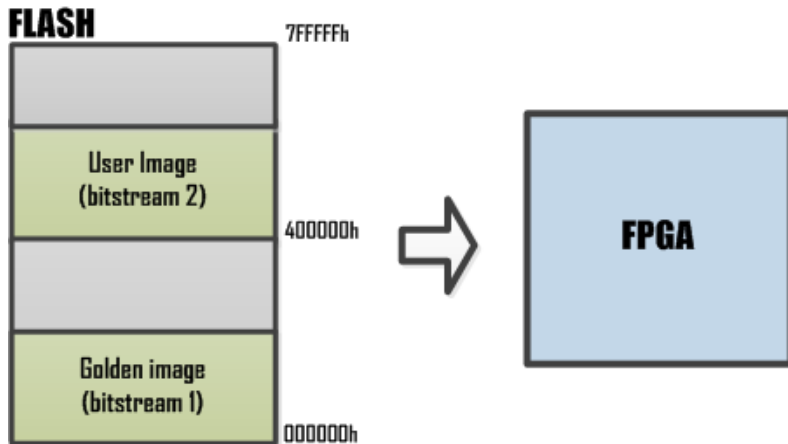 FLASH
7FFFFFh
User Image
(bitstream 2)
400000h
FPGA
Golden image
(bitstream 1)
000000h